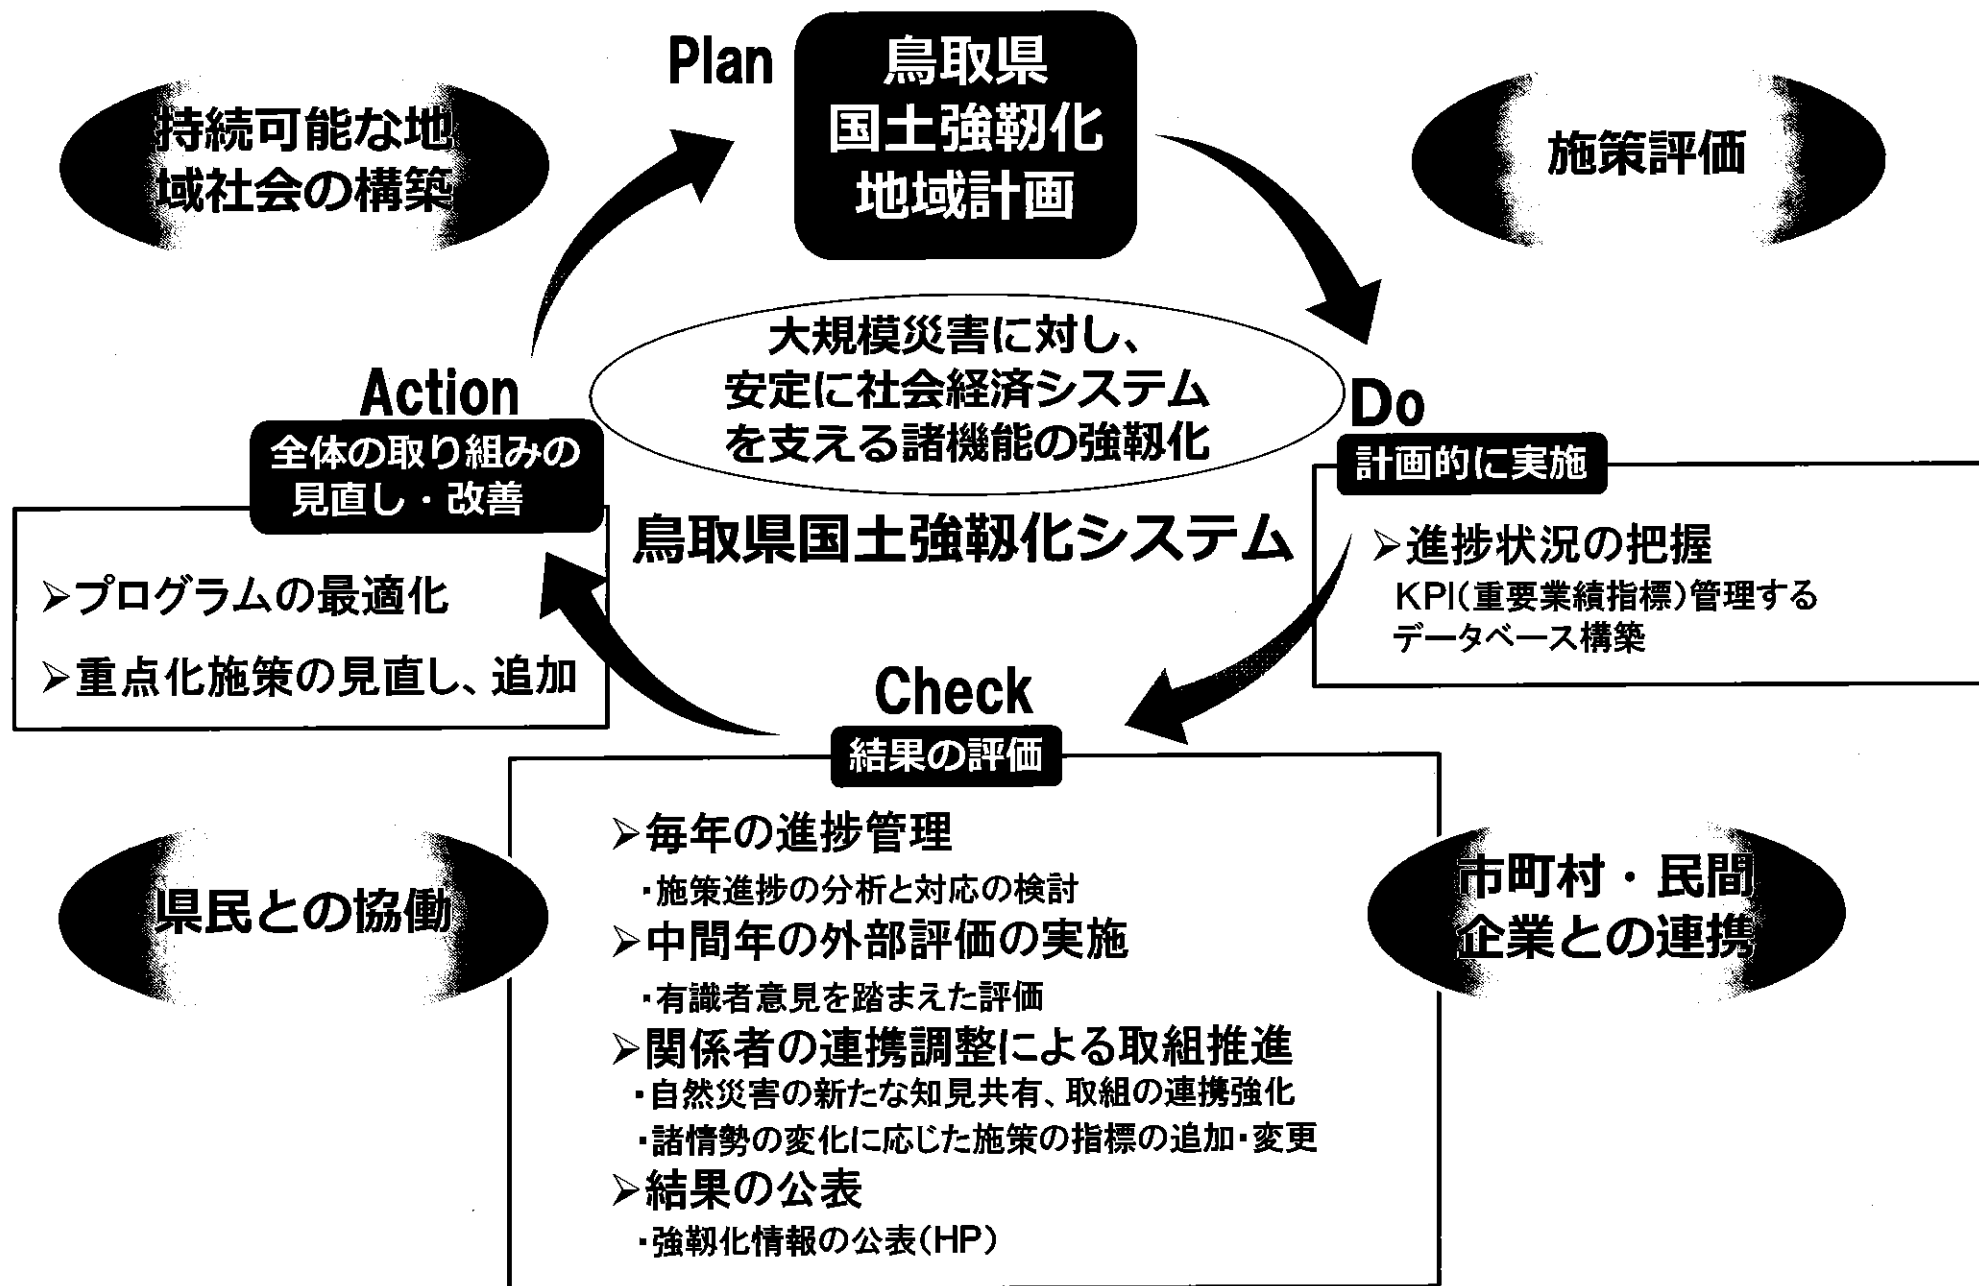 Plan
鳥取県
国土強靱化
地域計画
持続可能な地
域社会の構築
施策評価
大規模災害に対し、
安定に社会経済システム
を支える諸機能の強靱化
鳥取県国土強靱化システム
Do
計画的に実施
➢進捗状況の把握
KPI(重要業績指標)管理する
データベース構築
Check
結果の評価
➢毎年の進捗管理
・施策進捗の分析と対応の検討
➢中間年の外部評価の実施
・有識者意見を踏まえた評価
➢関係者の連携調整による取組推進
・自然災害の新たな知見共有、取組の連携強化
・諸情勢の変化に応じた施策の指標の追加・変更
➢結果の公表
・強靱化情報の公表(HP)
Action
全体の取り組みの
見直し・改善
➢プログラムの最適化
➢重点化施策の見直し、追加
県民との協働
市町村・民間
企業との連携